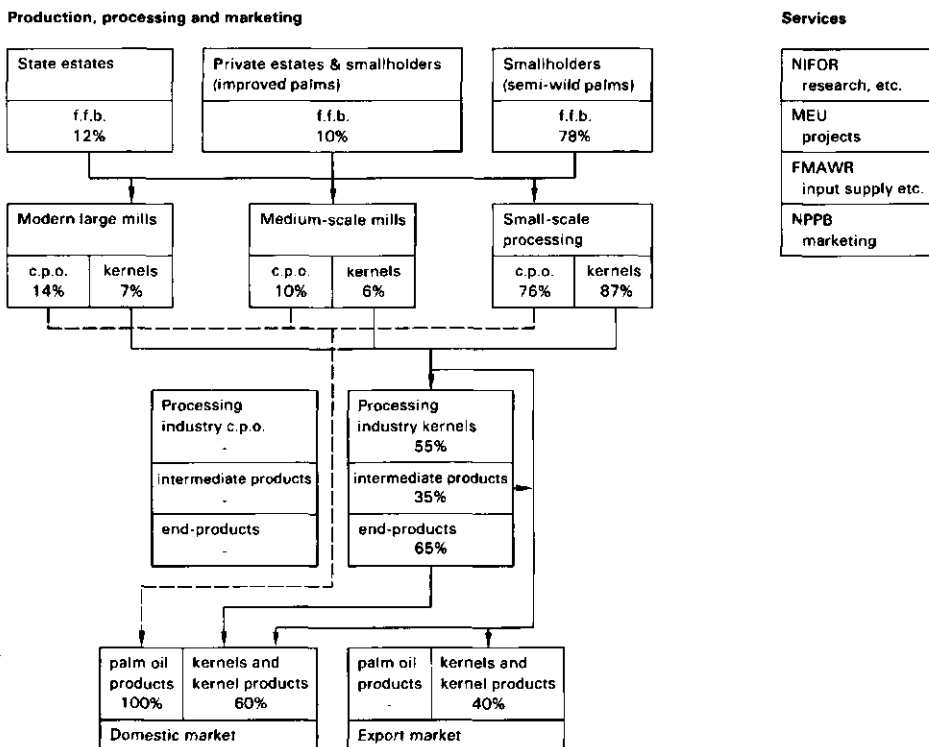 Production, processing and marketing
Services
State estates
f.f.b.
12%
Private estates & smallholders
(improved palms)
f.f.b.
10%
Smallholders
(semi-wild palms)
f.f.b.
78%
NIFOR
research, etc.
MEU
projects
FMAWR
input supply etc.
NPPB
marketing
Modern large mills
c.p.o.
14%
kernels
7%
Medium-scale mills
c.p.o.
10%
kernels
6%
Small-scale
processing
c.p.o.
76%
kernels
87%
Processing
industry c.p.o.
-
intermediate products
-
end-products
-
Processing
industry kernels
55%
intermediate products
35%
end-products
65%
palm oil
products
100%
kernels and
kernel products
60%
Domestic market
palm oil
products
-
kernels and
kernel products
40%
Export market